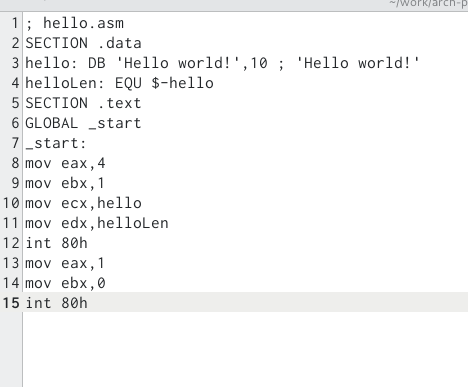 ~/work/arch-p
1 ; hello.asm
2 SECTION .data
3 hello: DB 'Hello world!',10 ; 'Hello world!'
4 helloLen: EQU $-hello
5 SECTION .text
6 GLOBAL _start
7 _start:
8 mov eax,4
9 mov ebx,1
10 mov ecx,hello
11 mov edx,helloLen
12 int 80h
13 mov eax,1
14 mov ebx,0
15 int 80h